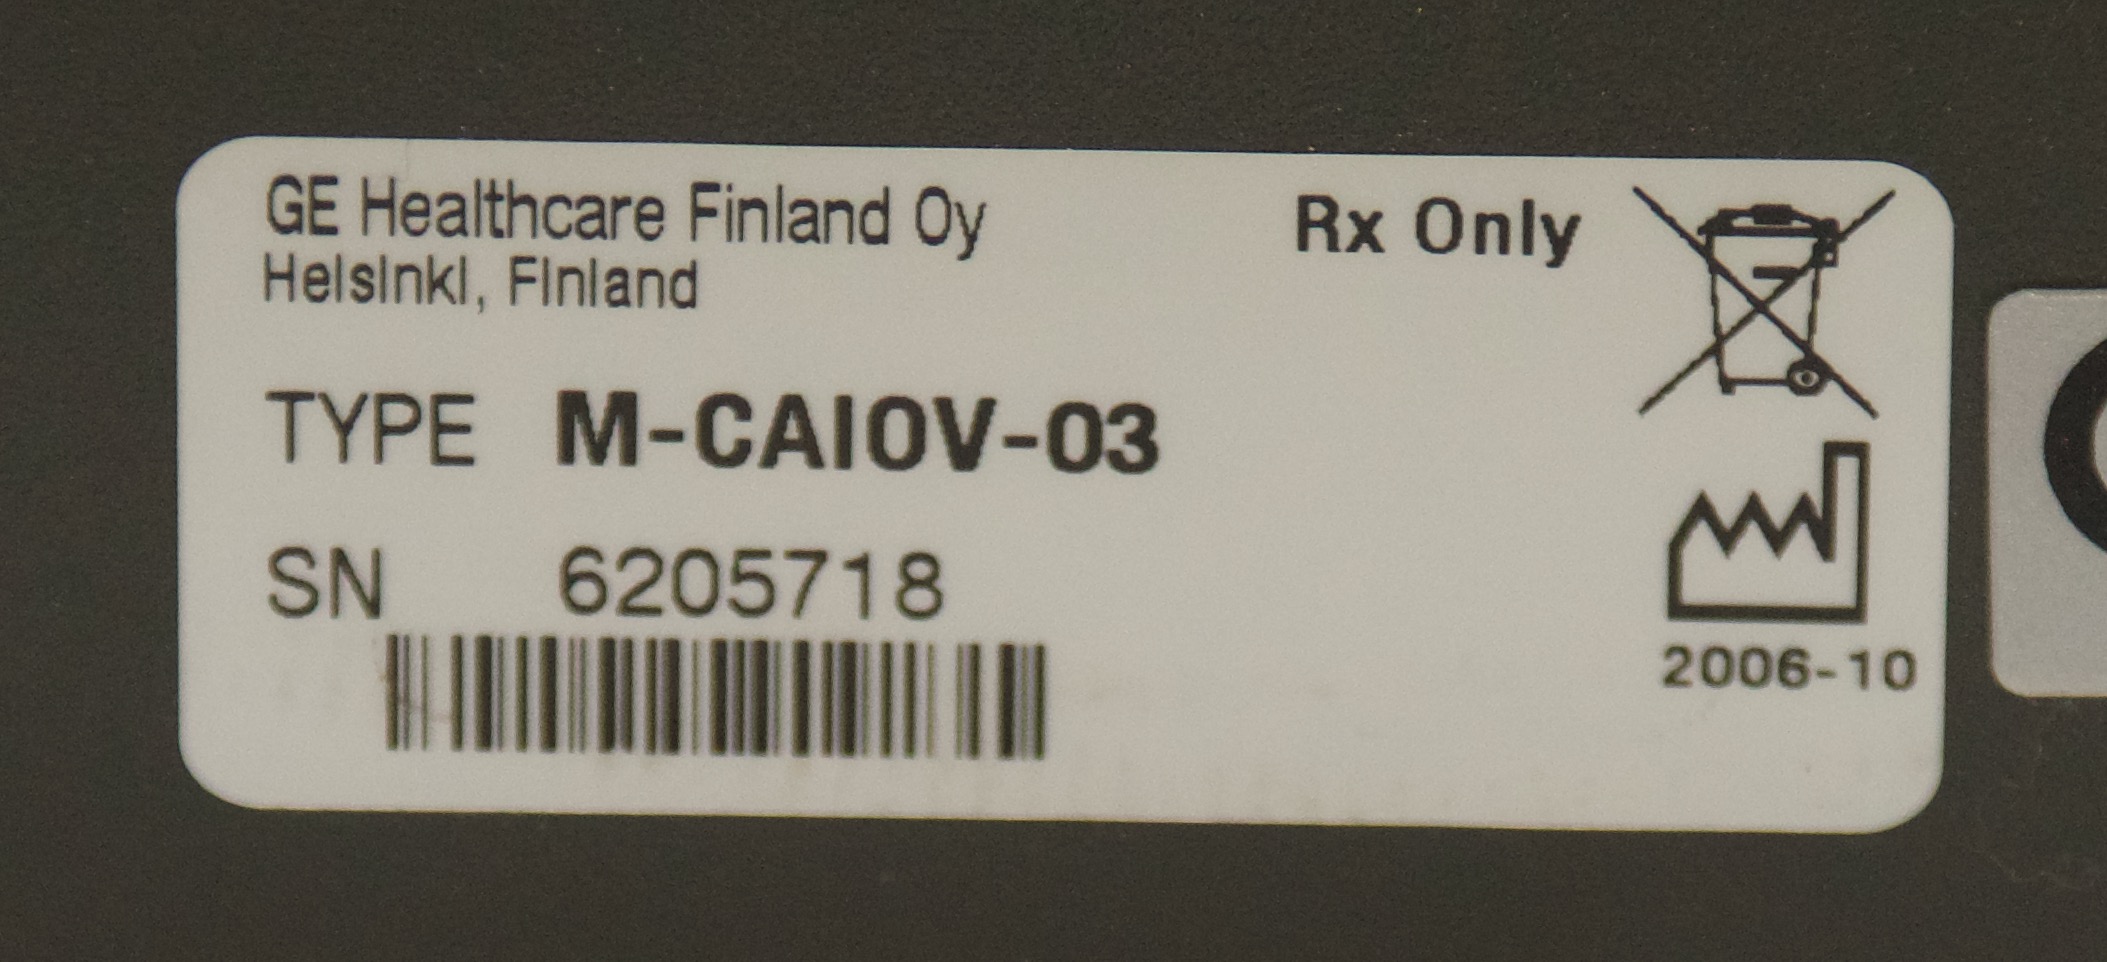 GE Healthcare Finland Oy
Rx Only
Helsinki, Finland
TYPE M-CAIOV-03
SN 6205718
2006-10